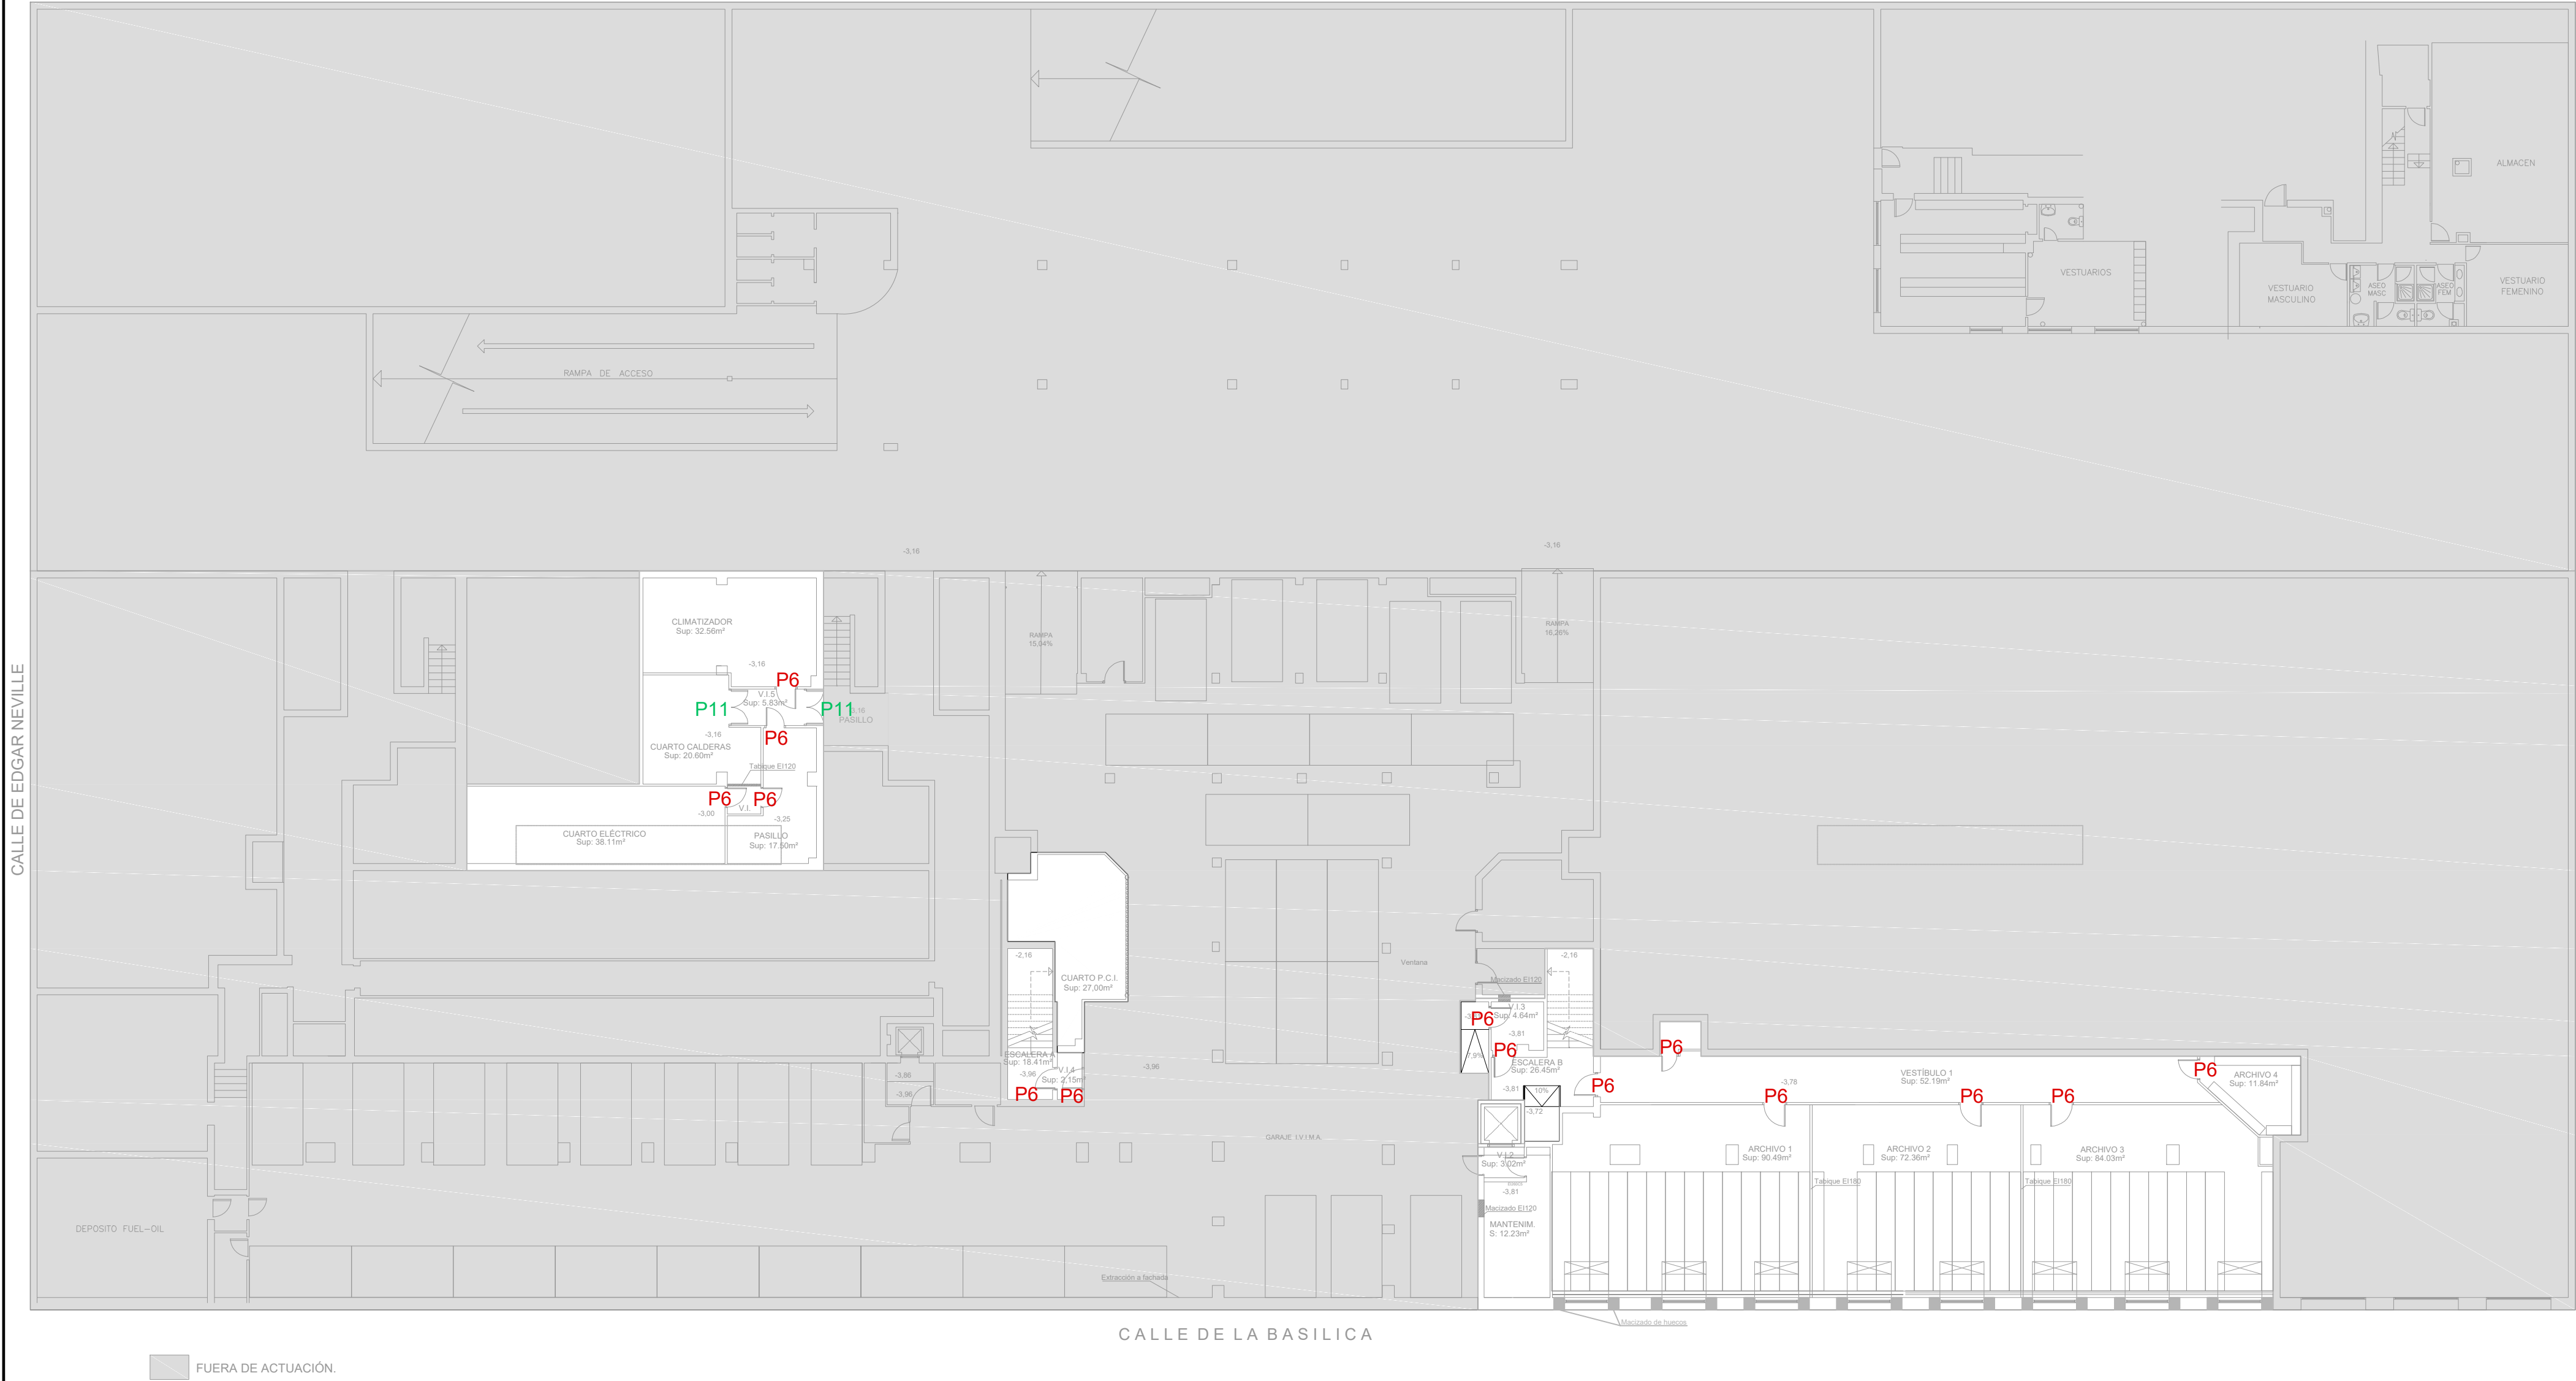 ALMACEN
VESTUARIOS
VESTUARIO
MASCULINO
ASEO
MASC
ASEO
FEM
VESTUARIO
FEMENINO
RAMPA DE ACCESO
-3,16
-3,16
CALLE DE EDGAR NEVILLE
CLIMATIZADOR
Sup: 32.56m²
-3,16
P6
V.I.5
Sup: 5.83m²
P11
P11
PASILLO
-3,16
P6
CUARTO CALDERAS
Sup: 20.60m²
Tabique EI120
P6
P6
V.I.
-3,00
-3,25
CUARTO ELÉCTRICO
Sup: 38.11m²
PASILLO
Sup: 17.50m²
RAMPA
15,04%
RAMPA
16,26%
-2,16
CUARTO P.C.I.
Sup: 27,00m²
ESCALERA A
Sup: 18.41m²
-3,96
V.I.4
Sup: 2,15m²
P6
P6
-3,86
-3,96
-3,96
Ventana
-2,16
Macizado EI120
V.I.3
Sup: 4.64m²
P6
-3,81
P6
7,9%
ESCALERA B
Sup: 26.45m²
-3,81
10%
-3,72
P6
P6
VESTÍBULO 1
Sup: 52.19m²
-3,78
P6
P6
P6
P6
ARCHIVO 4
Sup: 11.84m²
GARAJE I.V.I.M.A.
V.I.2
Sup: 3.02m²
-3,81
Macizado EI120
MANTENIM.
S: 12.23m²
ARCHIVO 1
Sup: 90.49m²
ARCHIVO 2
Sup: 72.36m²
ARCHIVO 3
Sup: 84.03m²
Tabique EI180
Tabique EI180
DEPOSITO FUEL-OIL
Extracción a fachada
Macizado de huecos
CALLE DE LA BASILICA
FUERA DE ACTUACIÓN.